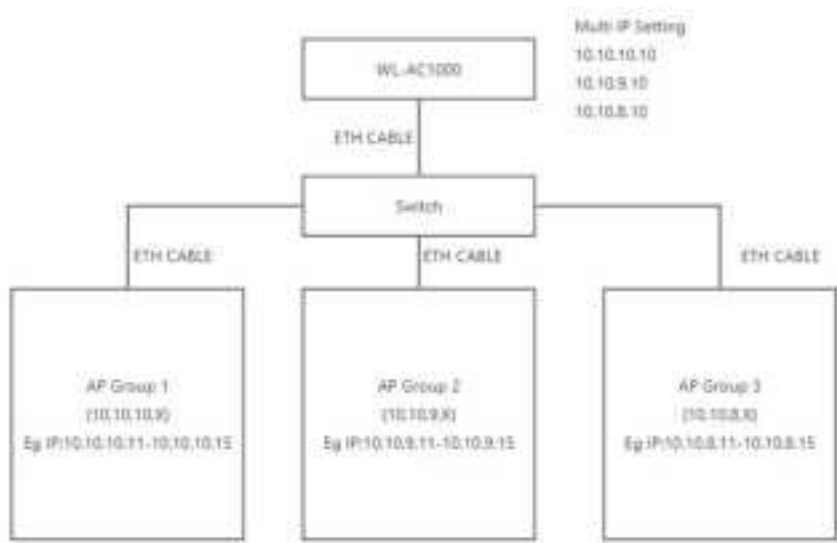 Multi IP Setting
WL-AC1000
10.10.10.10
10.10.9.10
10.10.8.10
ETH CABLE
Switch
ETH CABLE
ETH CABLE
ETH CABLE
AP Group 1
(10.10.10.X)
Eg IP:10.10.10.11-10.10.10.15
AP Group 2
(10.10.9.X)
Eg IP:10.10.9.11-10.10.9.15
AP Group 3
(10.10.8.X)
Eg IP:10.10.8.11-10.10.8.15